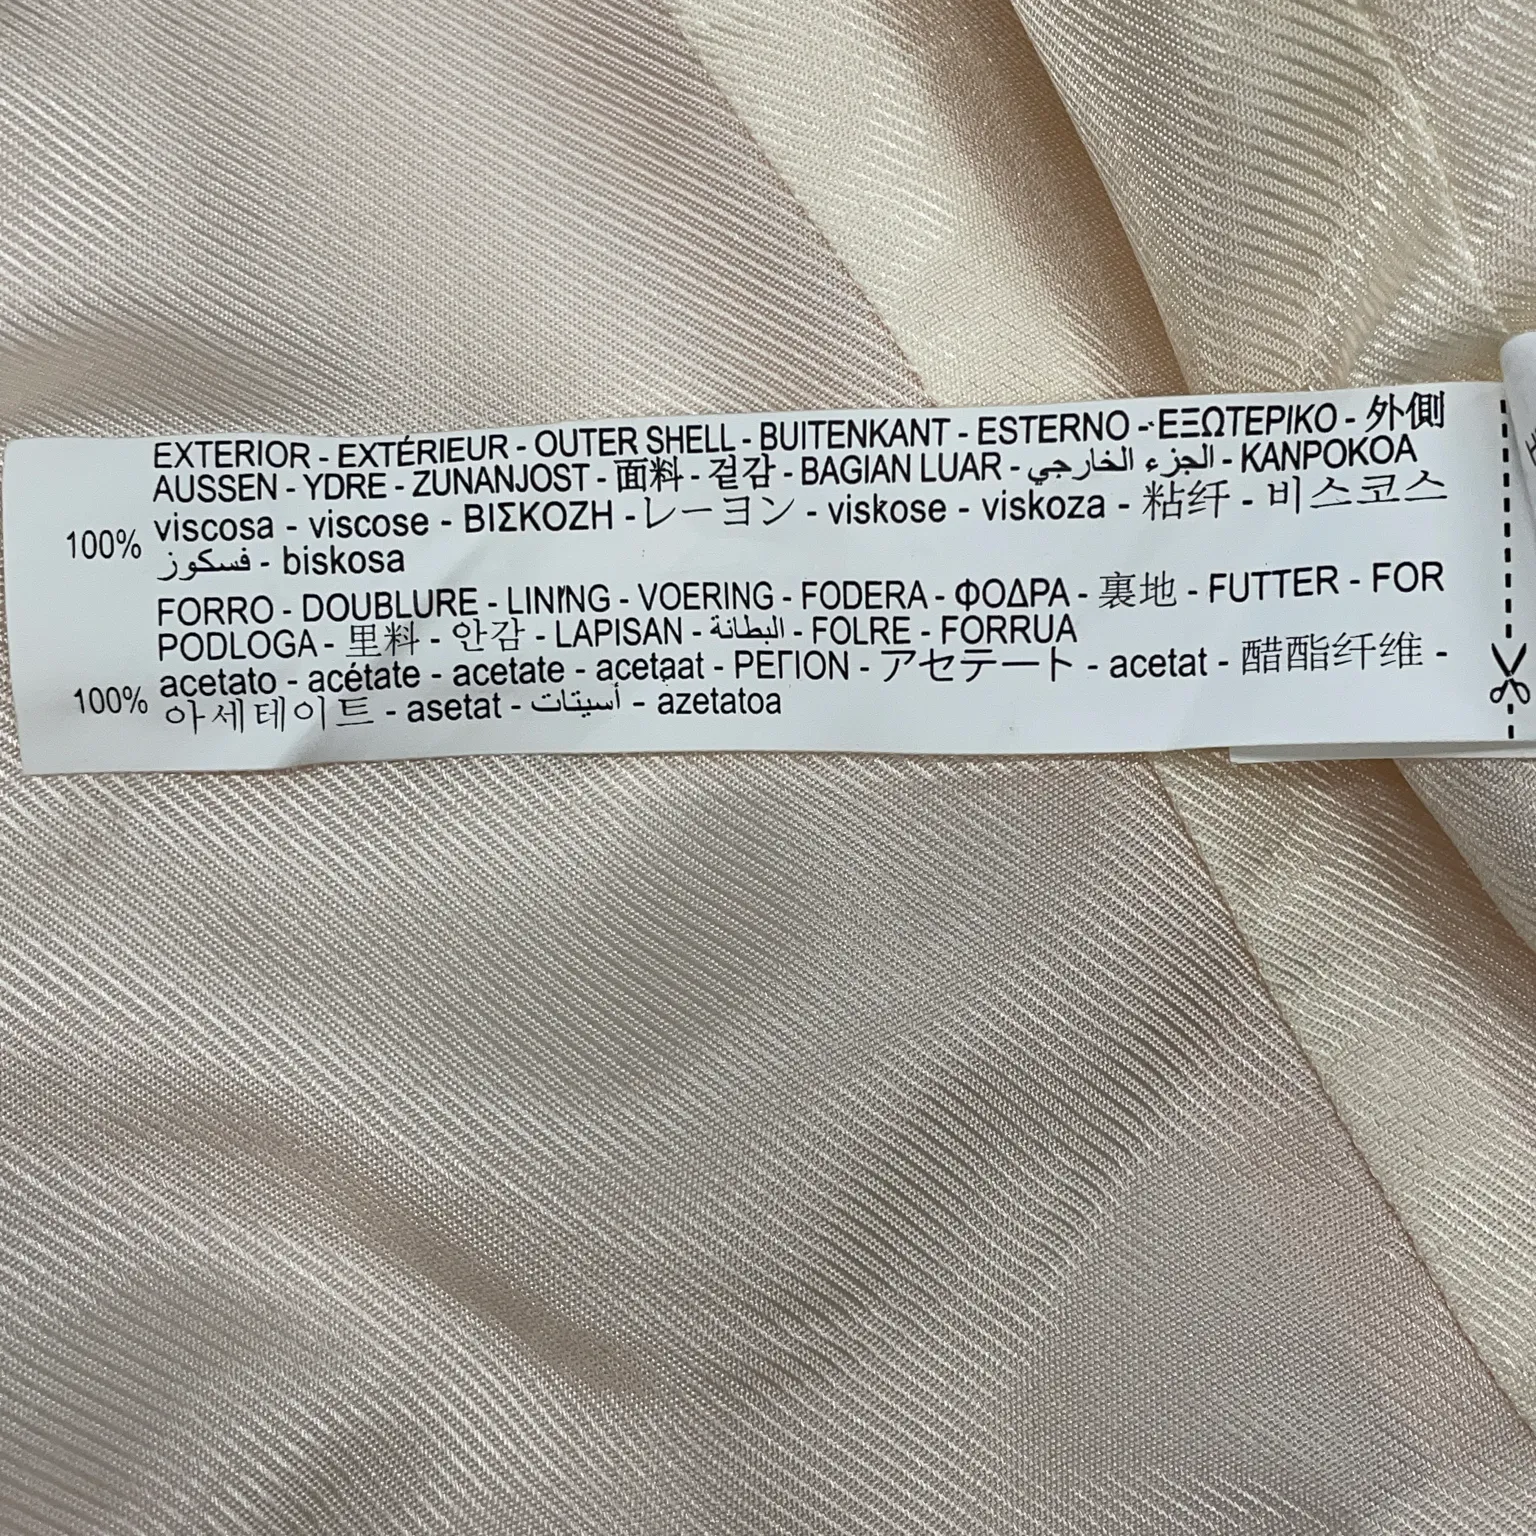 EXTERIOR - EXTÉRIEUR - OUTER SHELL - BUITENKANT - ESTERNO - ΕΞΩΤΕΡΙΚΟ - 外側
AUSSEN - YDRE - ZUNANJOST - 面料 - 겉감 - BAGIAN LUAR - الجزء الخارجي - KANPOKOA
100% viscosa - viscose - ΒΙΣΚΟΖΗ - レーヨン - viskose - viskoza - 粘纤 - 비스코스
فسكوز - biskosa
FORRO - DOUBLURE - LINING - VOERING - FODERA - ΦΟΔΡΑ - 裏地 - FUTTER - FOR
PODLOGA - 里料 - 안감 - LAPISAN - البطانة - FOLRE - FORRUA
100% acetato - acétate - acetate - acetaat - ΡΕΓΙΟΝ - アセテート - acetat - 醋酯纤维 -
아세테이트 - asetat - أسيتات - azetatoa